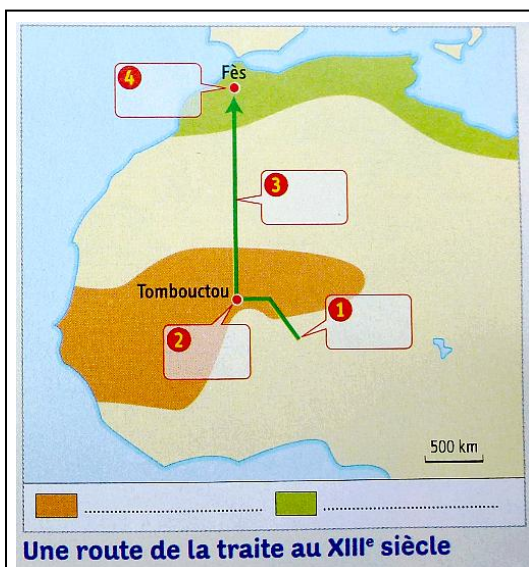 Fès
4
3
Tombouctou
1
2
500 km
........................................ ........................................
Une route de la traite au XIIIᵉ siècle